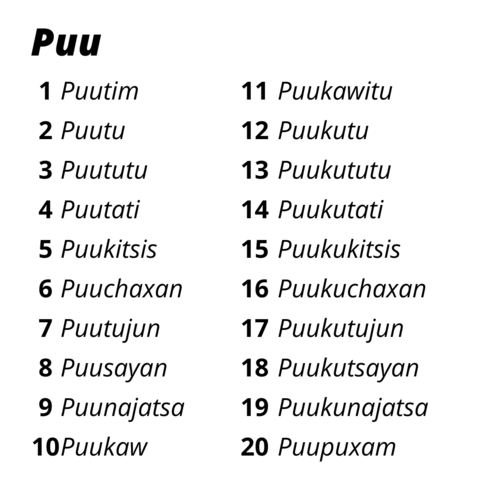 Puu
1 Puutim
2 Puutu
3 Puututu
4 Puutati
5 Puukitsis
6 Puuchaxan
7 Puutujun
8 Puusayan
9 Puunajatsa
10Puukaw
11 Puukawitu
12 Puukutu
13 Puukututu
14 Puukutati
15 Puukukitsis
16 Puukuchaxan
17 Puukutujun
18 Puukutsayan
19 Puukunajatsa
20 Puupuxam